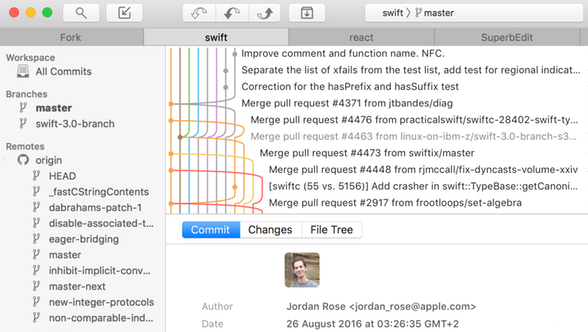 swift > master
Fork
swift
react
SuperbEdit
Workspace
All Commits
Branches
master
swift-3.0-branch
Remotes
origin
HEAD
_fastCStringContents
dabrahams-patch-1
disable-associated-t...
eager-bridging
master
inhibit-implicit-conv...
master-next
new-integer-protocols
non-comparable-ind...
Improve comment and function name. NFC.
Separate the list of xfails from the test list, add test for regional indicat...
Correction for the hasPrefix and hasSuffix test
Merge pull request #4371 from jtbandes/diag
Merge pull request #4476 from practicalswift/swiftc-28402-swift-ty...
Merge pull request #4463 from linux-on-ibm-z/swift-3.0-branch-s3...
Merge pull request #4473 from swiftix/master
Merge pull request #4448 from rjmccall/fix-dyncasts-volume-xxiv
[swiftc (55 vs. 5156)] Add crasher in swift::TypeBase::getCanoni...
Merge pull request #2917 from frootloops/set-algebra
Commit
Changes
File Tree
Author Jordan Rose <jordan_rose@apple.com>
Date 26 August 2016 at 03:26:35 GMT+2